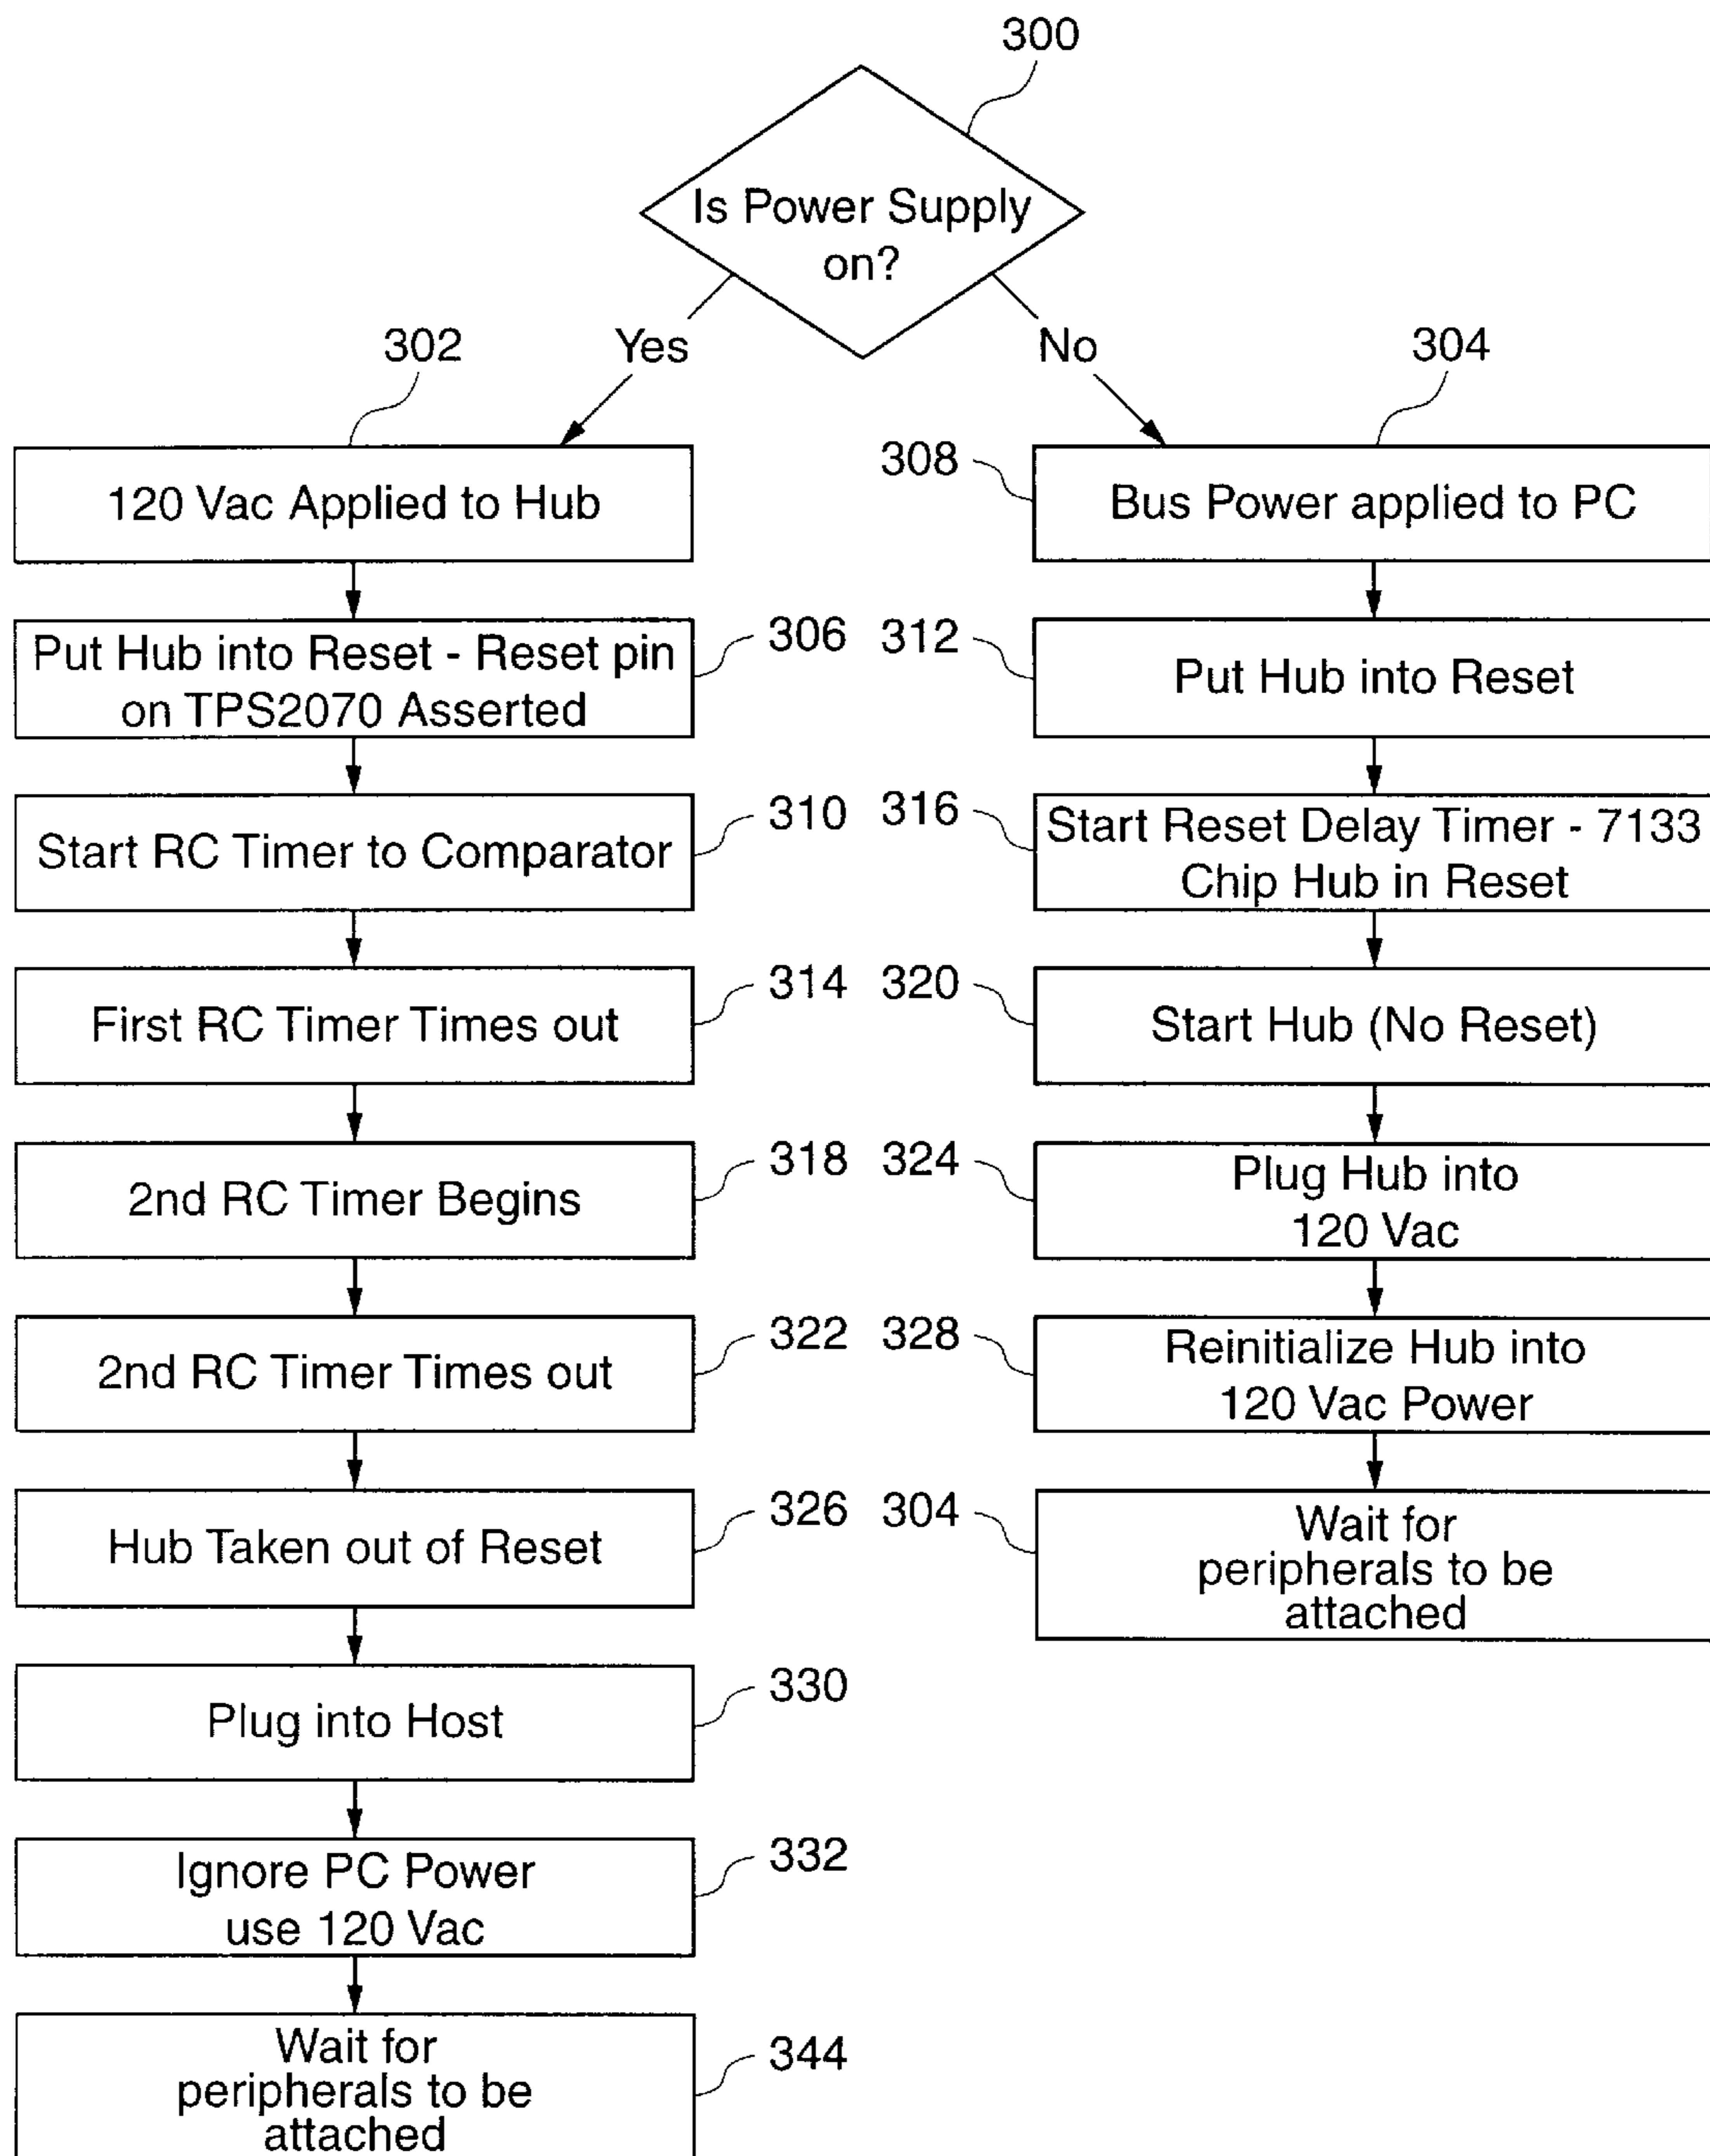 300
Is Power Supply
on?
Yes
No
302
304
120 Vac Applied to Hub
308
Bus Power applied to PC
Put Hub into Reset - Reset pin
on TPS2070 Asserted
306
312
Put Hub into Reset
Start RC Timer to Comparator
310
316
Start Reset Delay Timer - 7133
Chip Hub in Reset
First RC Timer Times out
314
320
Start Hub (No Reset)
2nd RC Timer Begins
318
324
Plug Hub into
120 Vac
2nd RC Timer Times out
322
328
Reinitialize Hub into
120 Vac Power
Hub Taken out of Reset
326
304
Wait for
peripherals to be
attached
Plug into Host
330
Ignore PC Power
use 120 Vac
332
Wait for
peripherals to be
attached
344